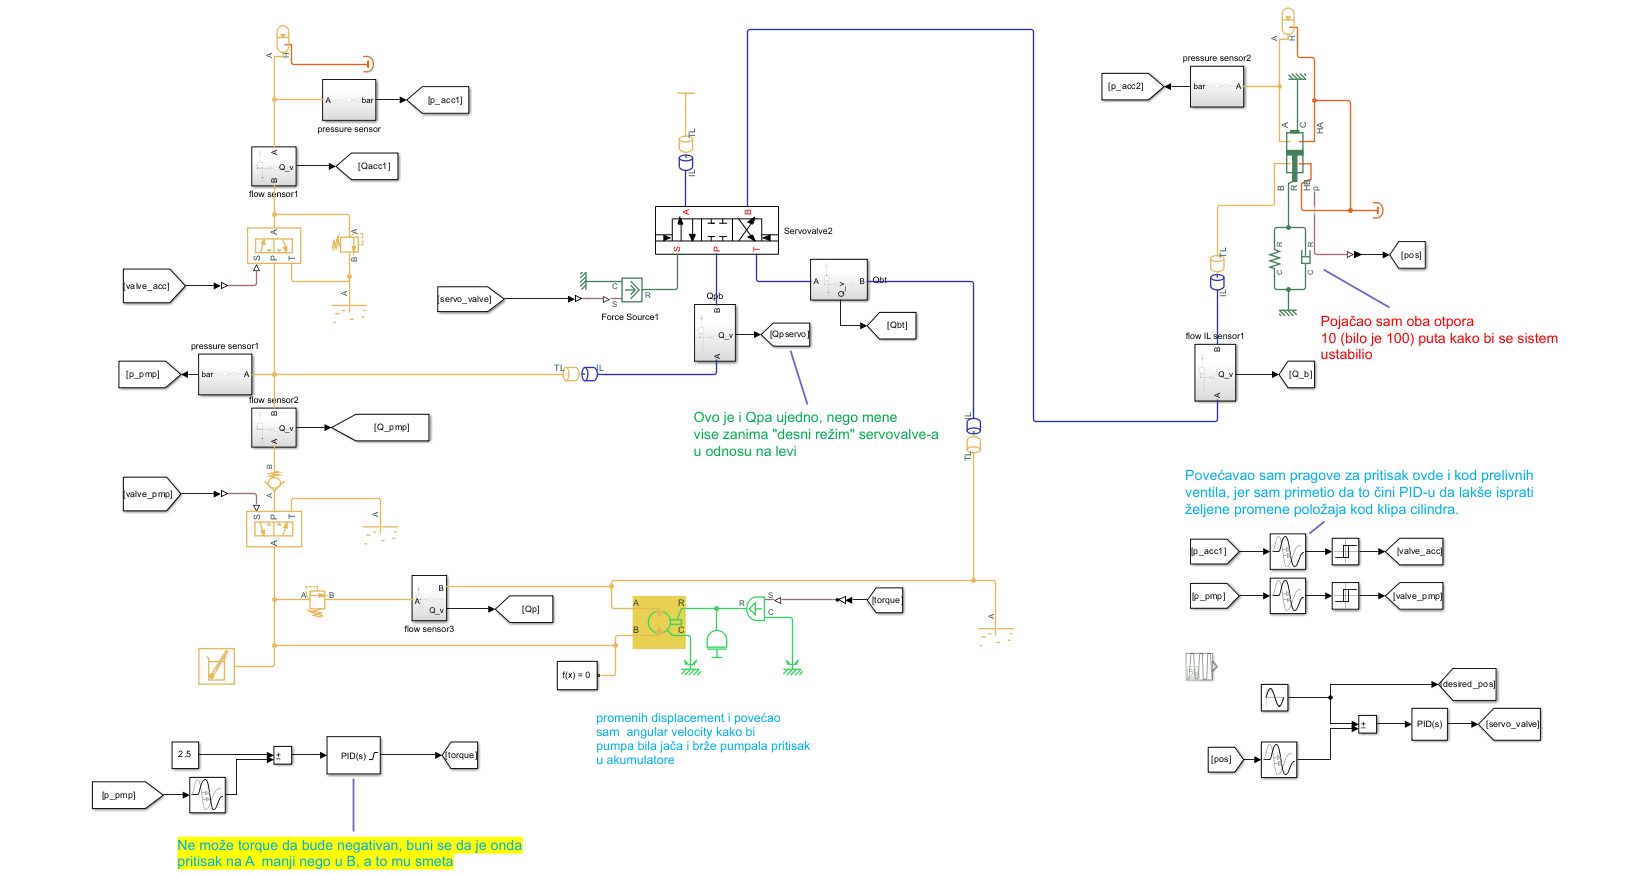 A
H
pressure sensor
A
bar
[p_acc1]
A
Q_v
B
flow sensor1
[Qacc1]
A
S
P
T
A
B
A
[valve_acc]
pressure sensor1
bar
A
[p_pmp]
flow sensor2
B
Q_v
A
[Q_pmp]
B
A
[valve_pmp]
S
P
T
A
A
A
B
A
B
Q_v
flow sensor3
[Qp]
TL
IL
A
B
S
P
T
Servovalve2
[servo_valve]
C
S
R
Force Source1
Qpb
B
Q_v
A
[Qpservo]
A
B
Q_v
Qbt
[Qbt]
TL
IL
Ovo je i Qpa ujedno, nego mene
vise zanima "desni režim" servovalve-a
u odnosu na levi
IL
TL
A
A
R
B
C
R
S
C
[torque]
f(x) = 0
promenih displacement i povećao
sam  angular velocity kako bi
pumpa bila jača i brže pumpala pritisak
u akumulatore
A
H
pressure sensor2
bar
A
[p_acc2]
A
C
HA
B
R
HB
p
R
C
R
C
[pos]
TL
IL
flow IL sensor1
B
Q_v
A
[Q_b]
Pojačao sam oba otpora
10 (bilo je 100) puta kako bi se sistem
ustabilio
Povećavao sam pragove za pritisak ovde i kod prelivnih
ventila, jer sam primetio da to čini PID-u da lakše isprati
željene promene položaja kod klipa cilindra.
[p_acc1]
[valve_acc]
[p_pmp]
[valve_pmp]
[desired_pos]
±
PID(s)
[servo_valve]
[pos]
2.5
±
PID(s)
[torque]
[p_pmp]
Ne može torque da bude negativan, buni se da je onda
pritisak na A  manji nego u B, a to mu smeta